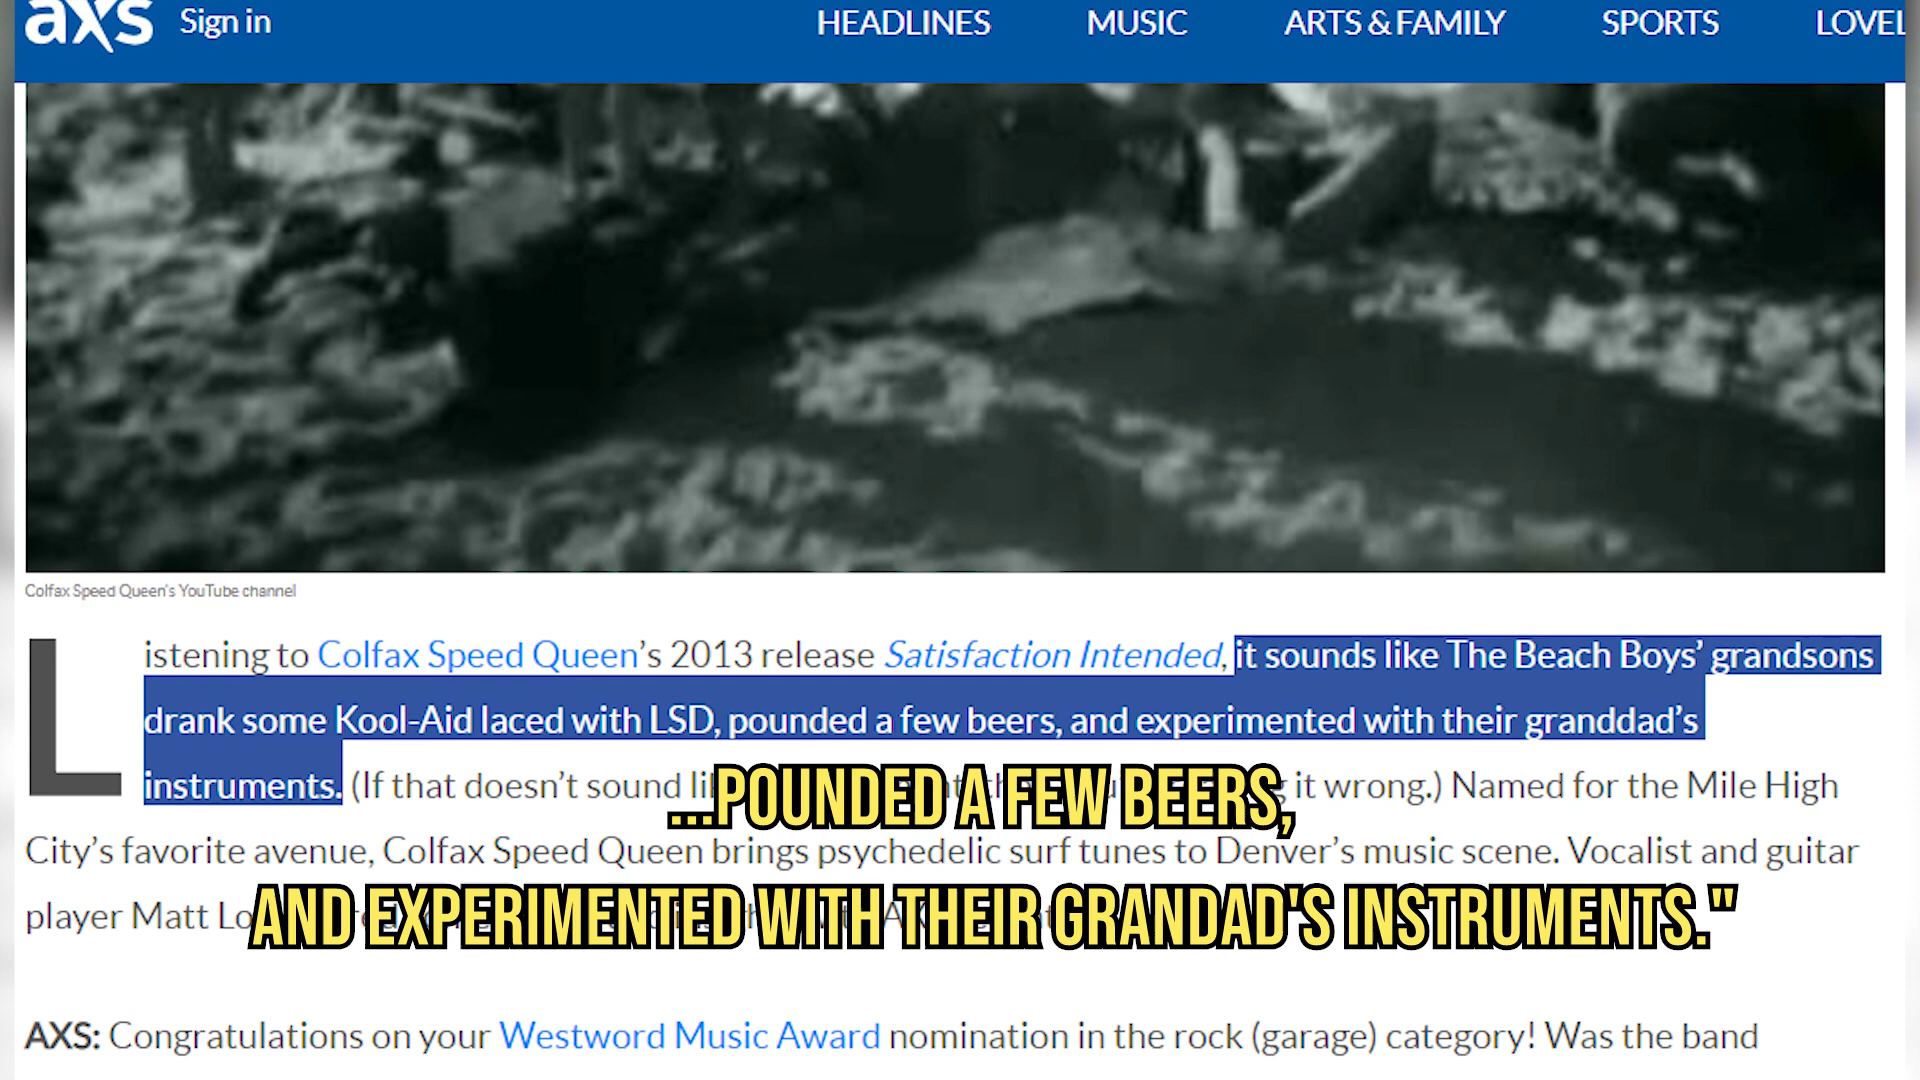 axs Sign in HEADLINES MUSIC ARTS & FAMILY SPORTS LOVEL
Colfax Speed Queen's YouTube channel
Listening to Colfax Speed Queen's 2013 release Satisfaction Intended, it sounds like The Beach Boys' grandsons
drank some Kool-Aid laced with LSD, pounded a few beers, and experimented with their granddad's
instruments. (If that doesn't sound it wrong.) Named for the Mile High
...POUNDED A FEW BEERS,
City's favorite avenue, Colfax Speed Queen brings psychedelic surf tunes to Denver's music scene. Vocalist and guitar
player Matt
AND EXPERIMENTED WITH THEIR GRANDAD'S INSTRUMENTS."
AXS: Congratulations on your Westword Music Award nomination in the rock (garage) category! Was the band